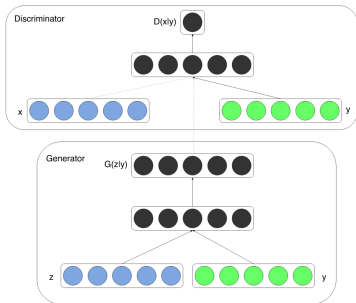 Discriminator
D(x|y)
x
y
Generator
G(z|y)
z
y